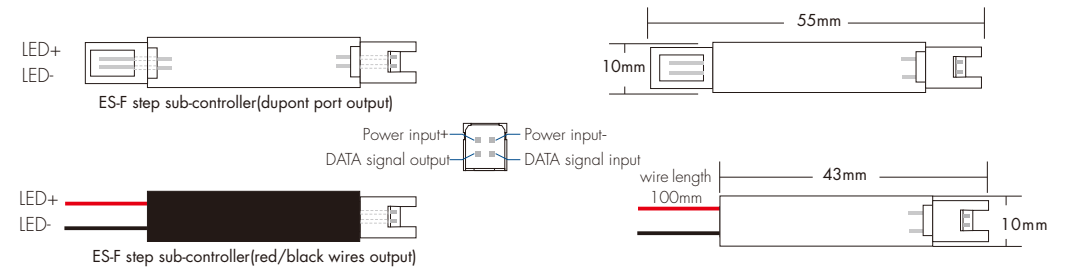 LED+
LED-
ES-F step sub-controller(dupont port output)
55mm
10mm
Power input+
Power input-
DATA signal output
DATA signal input
LED+
LED-
ES-F step sub-controller(red/black wires output)
wire length
100mm
43mm
10mm